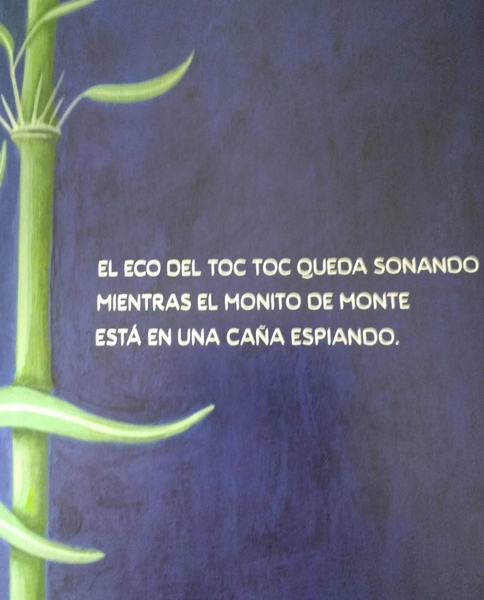 EL ECO DEL TOC TOC QUEDA SONANDO
MIENTRAS EL MONITO DE MONTE
ESTÁ EN UNA CAÑA ESPIANDO.